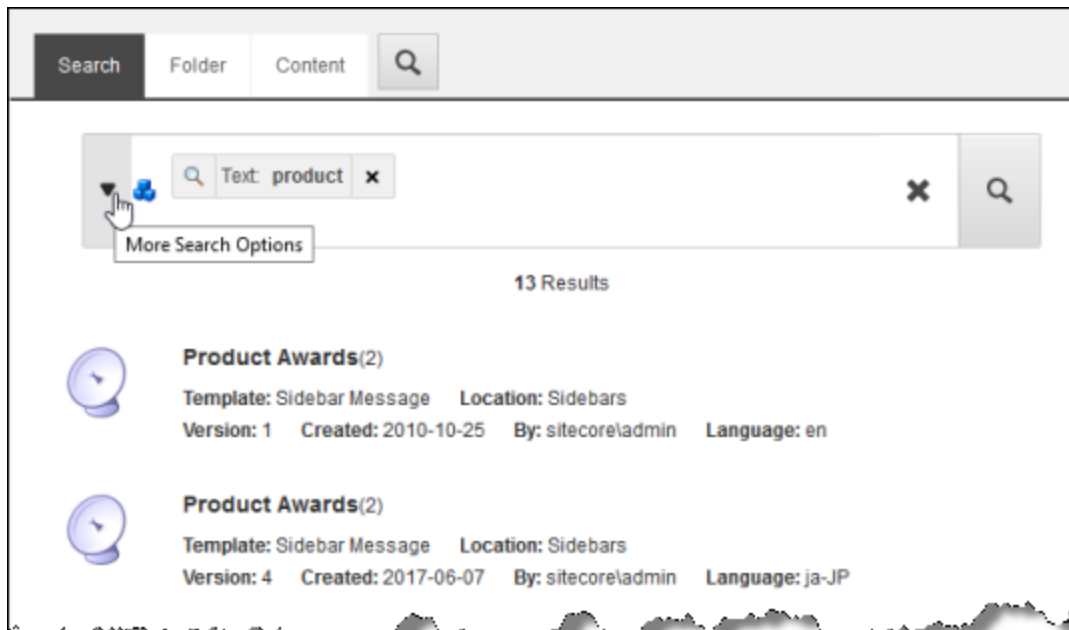 Search Folder Content
Text: product
More Search Options
13 Results
Product Awards(2)
Template: Sidebar Message Location: Sidebars
Version: 1 Created: 2010-10-25 By: sitecore\admin Language: en
Product Awards(2)
Template: Sidebar Message Location: Sidebars
Version: 4 Created: 2017-06-07 By: sitecore\admin Language: ja-JP